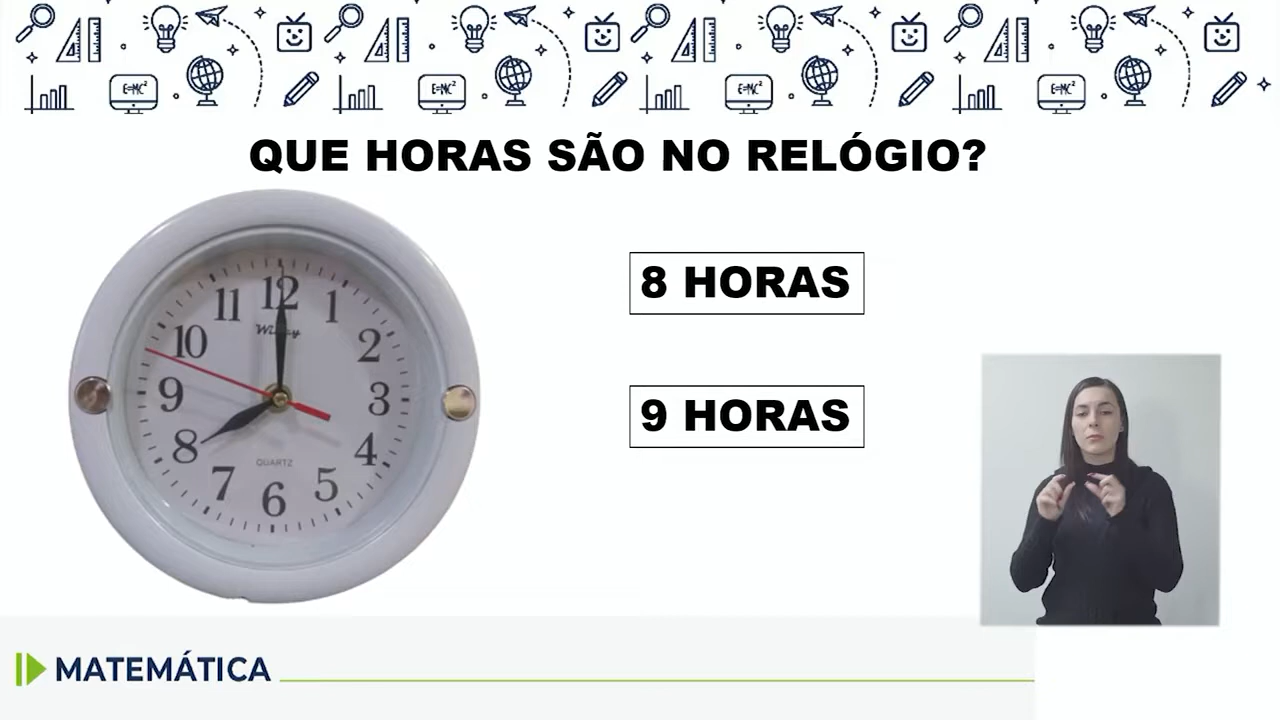 E=MC²
E=MC²
E=MC²
E=MC²
QUE HORAS SÃO NO RELÓGIO?
8 HORAS
9 HORAS
12
1
2
3
4
5
6
7
8
9
10
11
QUARTZ
MATEMÁTICA